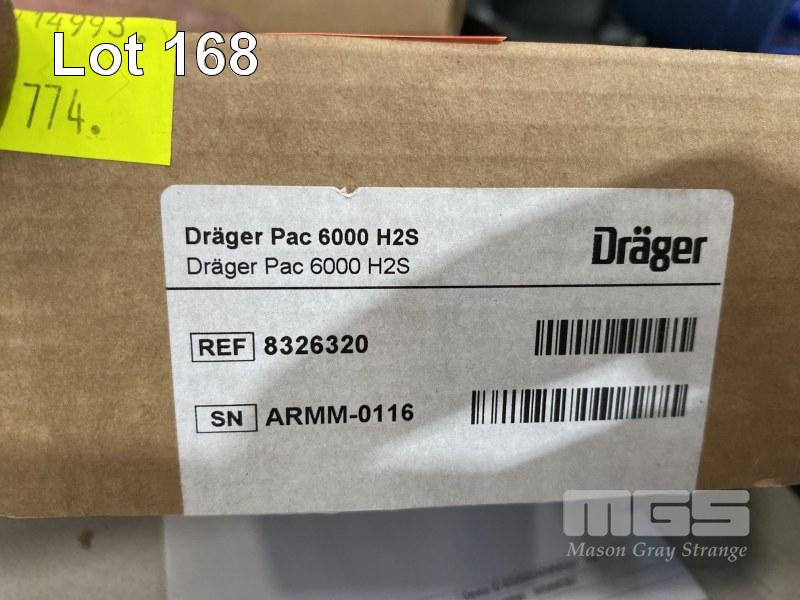 14993.
Lot 168
774.
Dräger Pac 6000 H2S
Dräger Pac 6000 H2S
Dräger
REF 8326320
SN ARMM-0116
MGS
Mason Gray Strange